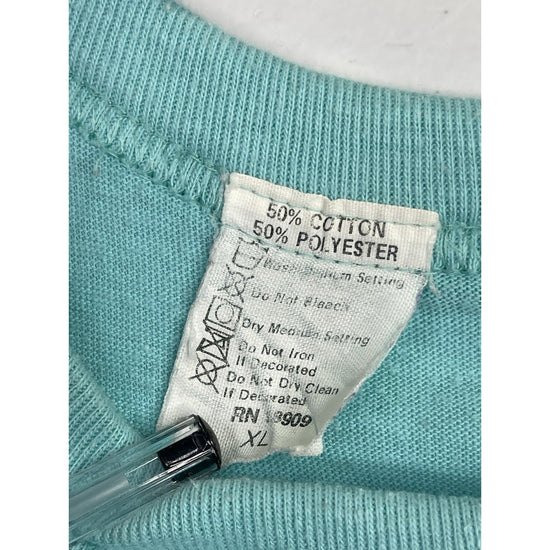 50% COTTON
50% POLYESTER
Wash Medium Setting
Do Not Bleach
Dry Medium Setting
Do Not Iron
If Decorated
Do Not Dry Clean
If Decorated
RN
XL